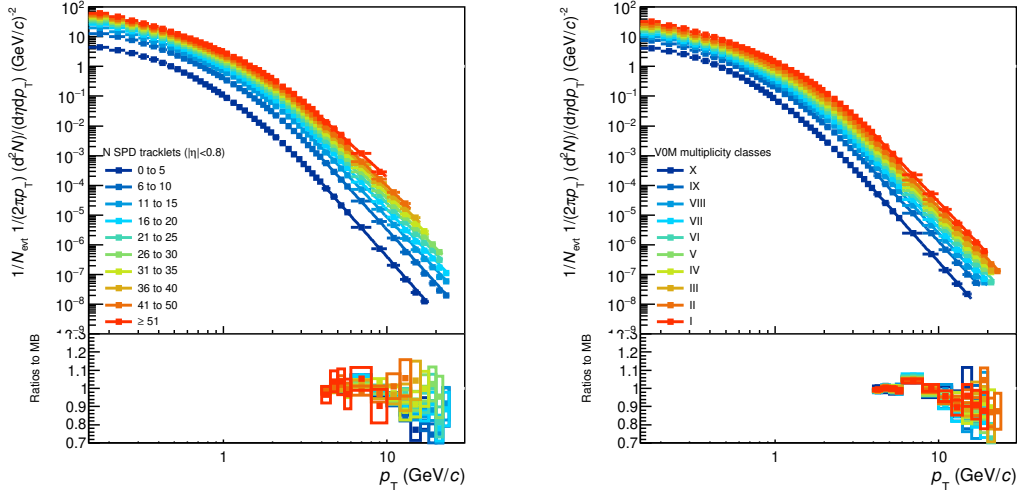 1/N_evt 1/(2πp_T) (d²N)/(dηdp_T) (GeV/c)⁻²
10²
10
1
10⁻¹
10⁻²
10⁻³
10⁻⁴
10⁻⁵
10⁻⁶
10⁻⁷
10⁻⁸
10⁻⁹
N SPD tracklets (|η|<0.8)
0 to 5
6 to 10
11 to 15
16 to 20
21 to 25
26 to 30
31 to 35
36 to 40
41 to 50
≥ 51
Ratios to MB
1.3
1.2
1.1
1
0.9
0.8
0.7
1 10
p_T (GeV/c)
1/N_evt 1/(2πp_T) (d²N)/(dηdp_T) (GeV/c)⁻²
10²
10
1
10⁻¹
10⁻²
10⁻³
10⁻⁴
10⁻⁵
10⁻⁶
10⁻⁷
10⁻⁸
10⁻⁹
V0M multiplicity classes
X
IX
VIII
VII
VI
V
IV
III
II
I
Ratios to MB
1.3
1.2
1.1
1
0.9
0.8
0.7
1 10
p_T (GeV/c)